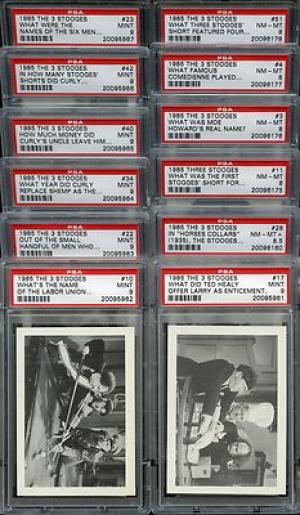 PSA
1985 THE 3 STOOGES #23
WHAT WERE THE MINT
NAMES OF THE SIX MEN... 9
20095987
PSA
1985 THE 3 STOOGES #42
IN HOW MANY STOOGES' MINT
SHORTS DID CURLY... 9
20095966
PSA
1985 THE 3 STOOGES #40
HOW MUCH MONEY DID MINT
CURLY'S UNCLE LEAVE HIM... 9
20095965
PSA
1985 THE 3 STOOGES #34
WHAT YEAR DID CURLY MINT
REPLACE SHEMP AS THE... 9
20095964
PSA
1985 THE 3 STOOGES #22
OUT OF THE SMALL MINT
HANDFUL OF MEN WHO... 9
20095963
PSA
1985 THE 3 STOOGES #10
WHAT'S THE NAME MINT
OF THE LABOR UNION... 9
20095962
PSA
1985 THE 3 STOOGES #51
WHAT THREE STOOGES' NM - MT
SHORT FEATURED FOUR... 8
20096178
PSA
1985 THE 3 STOOGES #4
WHAT FAMOUS NM - MT
COMEDIENNE PLAYED... 8
20096177
PSA
1985 THE 3 STOOGES #3
WHAT WAS MOE NM - MT
HOWARD'S REAL NAME? 8
20096176
PSA
1985 THREE STOOGES #11
WHAT WAS THE FIRST NM - MT
STOOGES' SHORT FOR... 8
20096175
PSA
1985 THE 3 STOOGES #28
IN "HORSES COLLARS" NM - MT +
(1935), THE STOOGES... 8.5
20096160
PSA
1985 THE 3 STOOGES #17
WHAT DID TED HEALY MINT
OFFER LARRY AS ENTICEMENT. 9
20095961